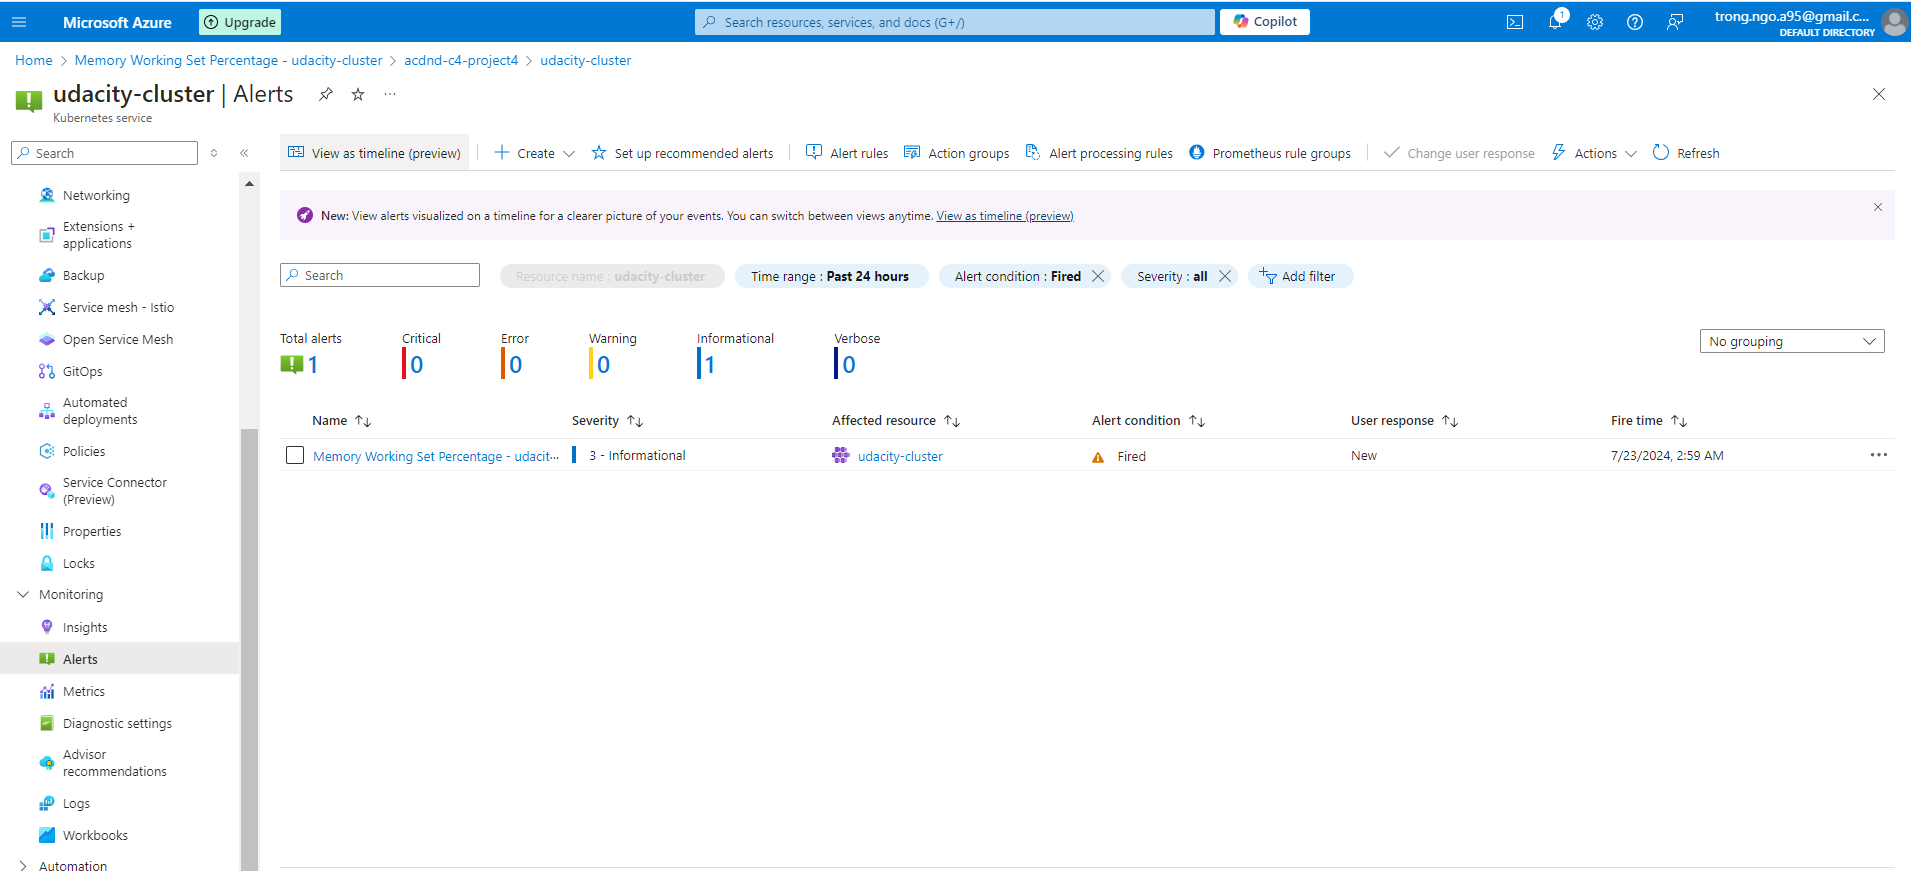 Microsoft Azure
Upgrade
Search resources, services, and docs (G+/)
Copilot
1
trong.ngo.a95@gmail.c...
DEFAULT DIRECTORY
Home > Memory Working Set Percentage - udacity-cluster > acdnd-c4-project4 > udacity-cluster
udacity-cluster | Alerts
Kubernetes service
Search
Networking
Extensions +
applications
Backup
Service mesh - Istio
Open Service Mesh
GitOps
Automated
deployments
Policies
Service Connector
(Preview)
Properties
Locks
Monitoring
Insights
Alerts
Metrics
Diagnostic settings
Advisor
recommendations
Logs
Workbooks
Automation
View as timeline (preview)
Create
Set up recommended alerts
Alert rules
Action groups
Alert processing rules
Prometheus rule groups
Change user response
Actions
Refresh
New: View alerts visualized on a timeline for a clearer picture of your events. You can switch between views anytime. View as timeline (preview)
Search
Resource name : udacity-cluster
Time range : Past 24 hours
Alert condition : Fired
Severity : all
Add filter
Total alerts
1
Critical
0
Error
0
Warning
0
Informational
1
Verbose
0
No grouping
Name
Severity
Affected resource
Alert condition
User response
Fire time
Memory Working Set Percentage - udacit...
3 - Informational
udacity-cluster
Fired
New
7/23/2024, 2:59 AM